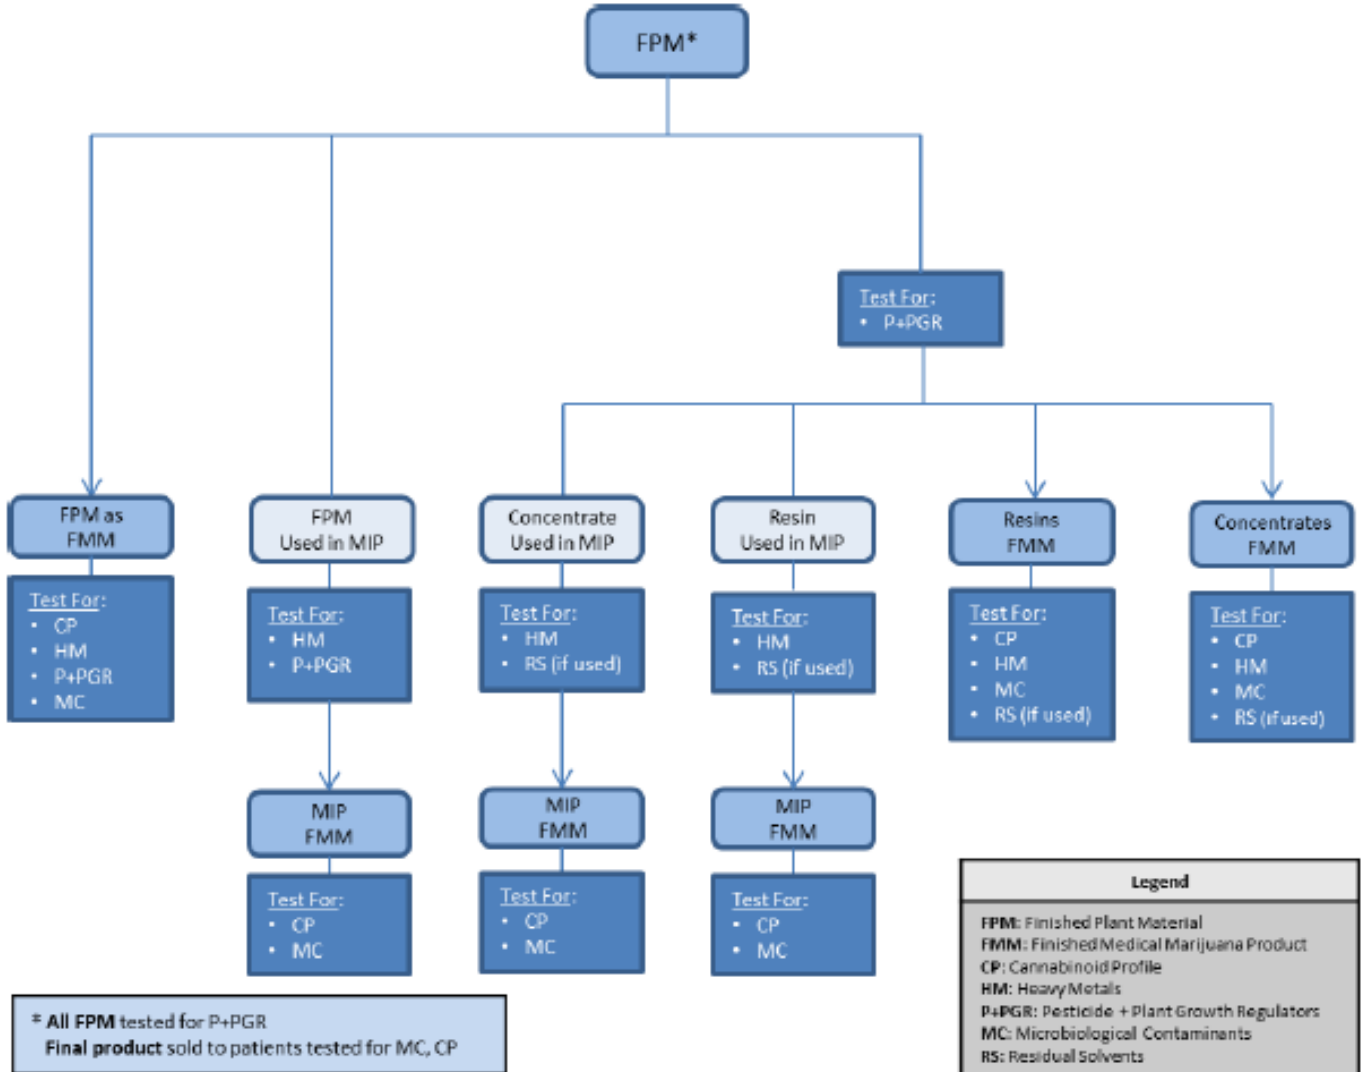 FPM*
Test For:
• P+PGR
FPM as
FMM
Test For:
• CP
• HM
• P+PGR
• MC
FPM
Used in MIP
Test For:
• HM
• P+PGR
MIP
FMM
Test For:
• CP
• MC
Concentrate
Used in MIP
Test For:
• HM
• RS (if used)
MIP
FMM
Test For:
• CP
• MC
Resin
Used in MIP
Test For:
• HM
• RS (if used)
MIP
FMM
Test For:
• CP
• MC
Resins
FMM
Test For:
• CP
• HM
• MC
• RS (if used)
Concentrates
FMM
Test For:
• CP
• HM
• MC
• RS (if used)
* All FPM tested for P+PGR
Final product sold to patients tested for MC, CP
Legend
FPM: Finished Plant Material
FMM: Finished Medical Marijuana Product
CP: Cannabinoid Profile
HM: Heavy Metals
P+PGR: Pesticide + Plant Growth Regulators
MC: Microbiological Contaminants
RS: Residual Solvents